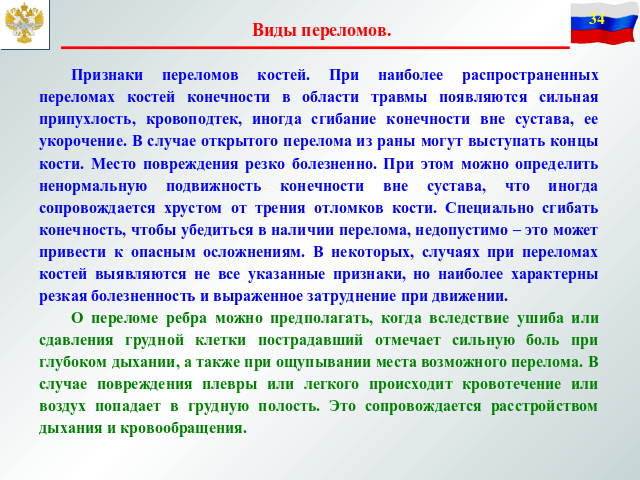 34
Виды переломов.
Признаки переломов костей. При наиболее распространенных
переломах костей конечности в области травмы появляются сильная
припухлость, кровоподтек, иногда сгибание конечности вне сустава, ее
укорочение. В случае открытого перелома из раны могут выступать концы
кости. Место повреждения резко болезненно. При этом можно определить
ненормальную подвижность конечности вне сустава, что иногда
сопровождается хрустом от трения отломков кости. Специально сгибать
конечность, чтобы убедиться в наличии перелома, недопустимо – это может
привести к опасным осложнениям. В некоторых, случаях при переломах
костей выявляются не все указанные признаки, но наиболее характерны
резкая болезненность и выраженное затруднение при движении.
О переломе ребра можно предполагать, когда вследствие ушиба или
сдавления грудной клетки пострадавший отмечает сильную боль при
глубоком дыхании, а также при ощупывании места возможного перелома. В
случае повреждения плевры или легкого происходит кровотечение или
воздух попадает в грудную полость. Это сопровождается расстройством
дыхания и кровообращения.